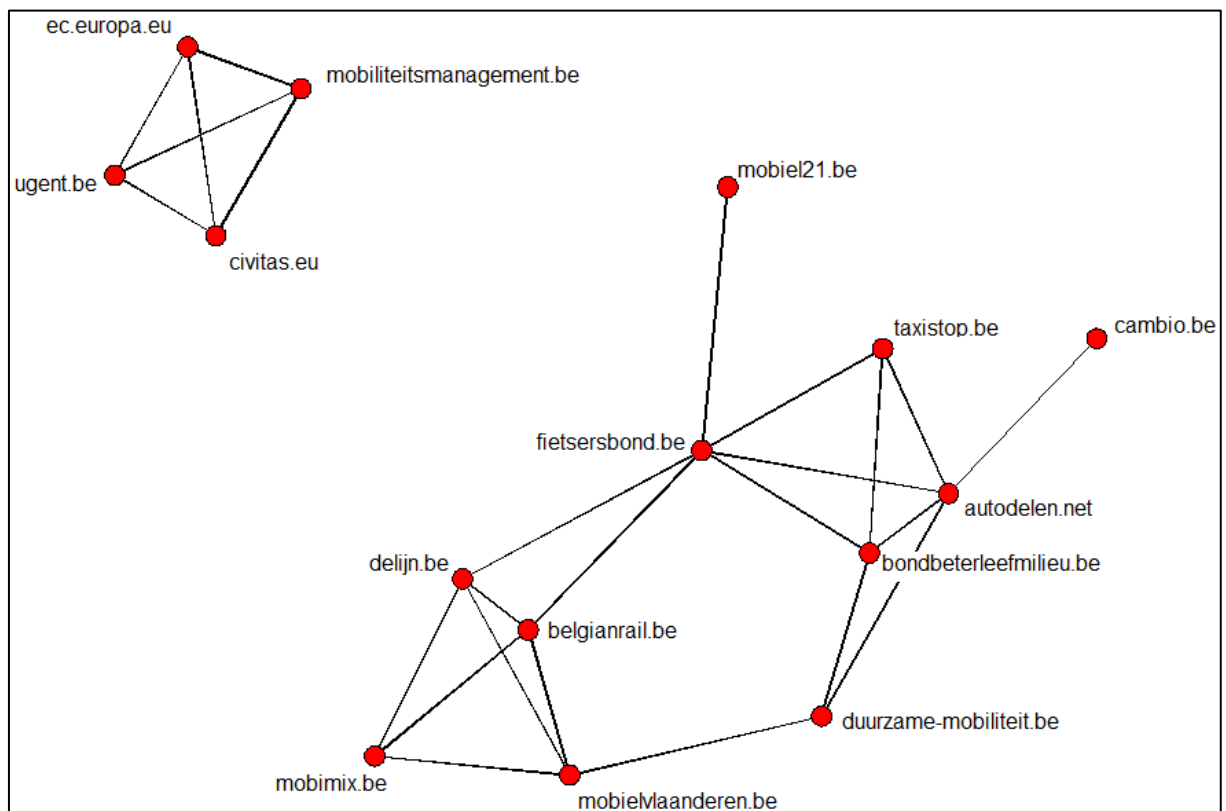 ec.europa.eu
mobiliteitsmanagement.be
ugent.be
civitas.eu
mobiel21.be
taxistop.be
cambio.be
fietsersbond.be
autodelen.net
bondbeterleefmilieu.be
delijn.be
belgianrail.be
duurzame-mobiliteit.be
mobimix.be
mobielvlaanderen.be